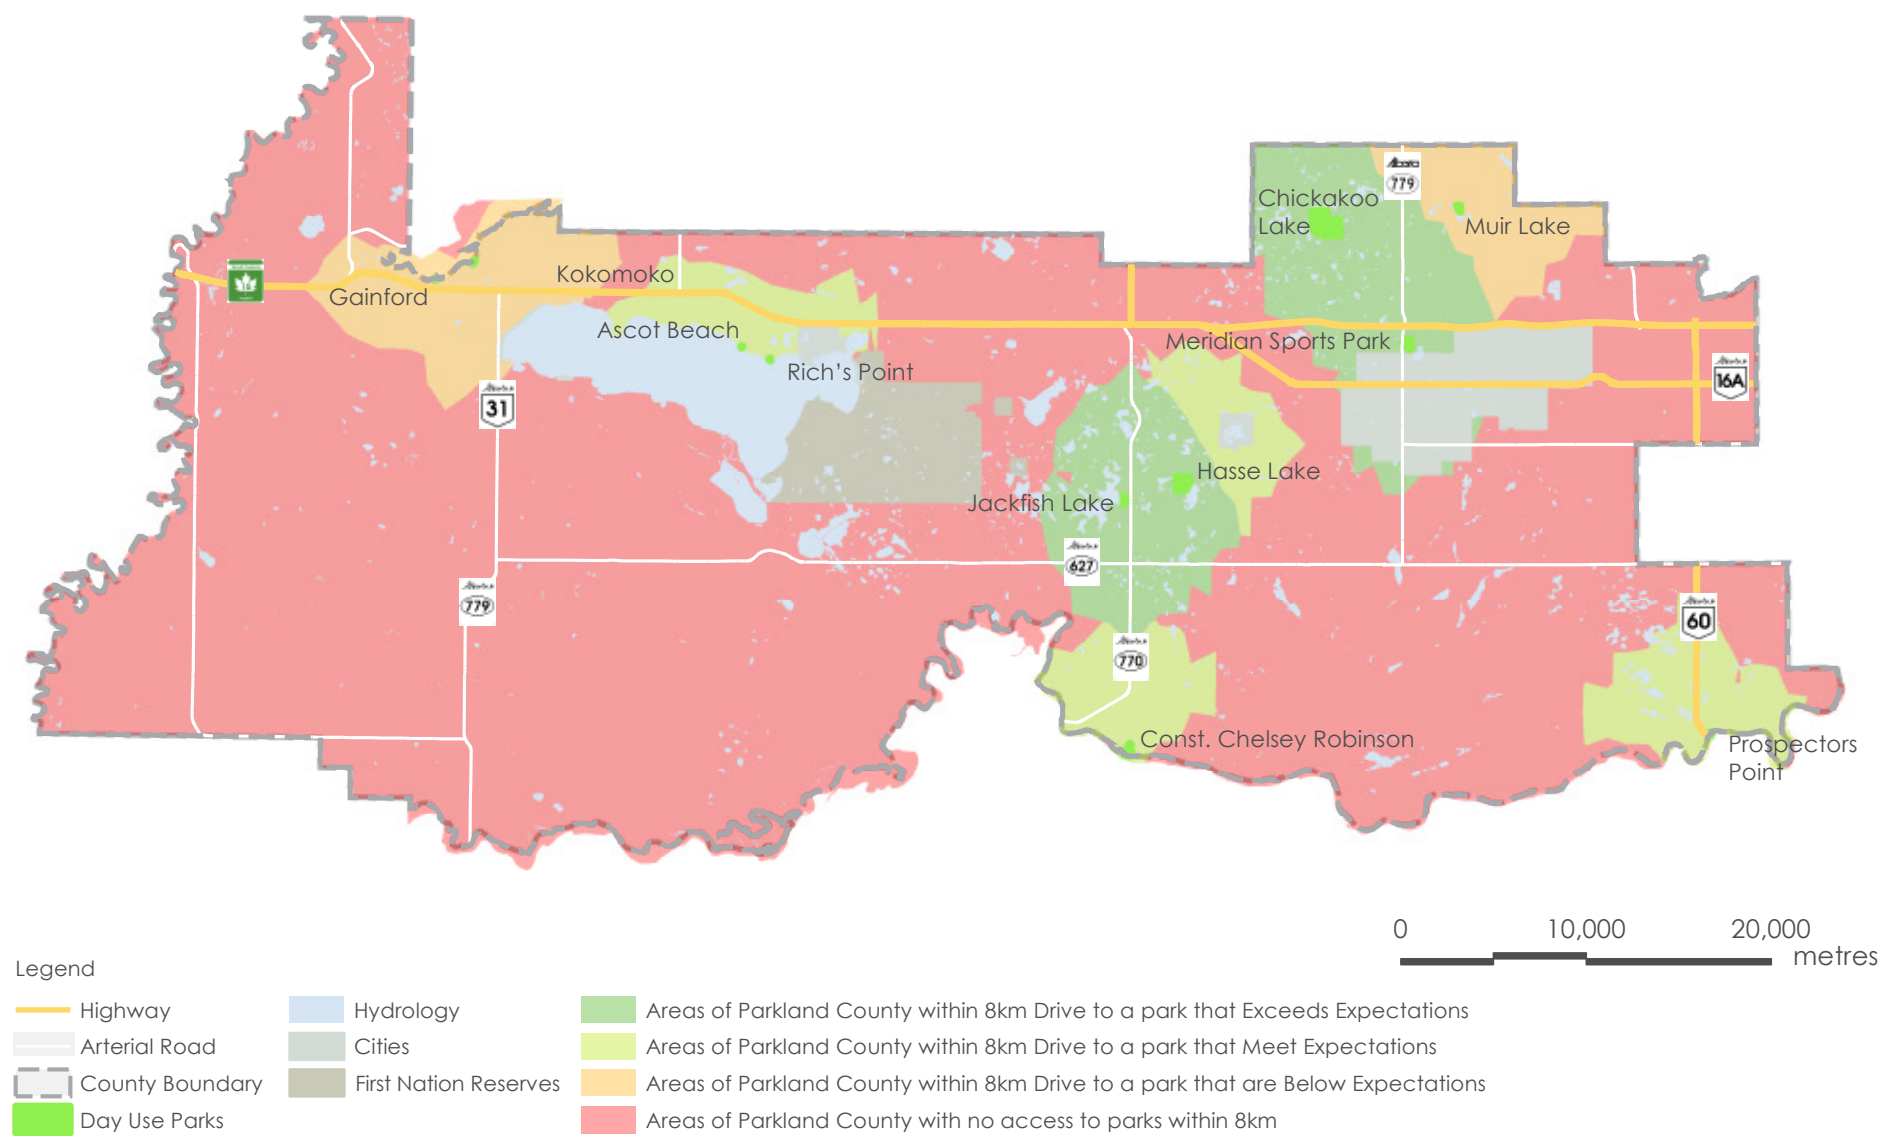 Chickakoo
Lake
Alberta
779
Muir Lake
Kokomoko
Gainford
Ascot Beach
Meridian Sports Park
Rich's Point
16A
31
Hasse Lake
Jackfish Lake
Alberta
627
Alberta
779
Alberta
60
Alberta
770
Const. Chelsey Robinson
Prospectors
Point
0 10,000 20,000
metres
Legend
Highway
Arterial Road
County Boundary
Day Use Parks
Hydrology
Cities
First Nation Reserves
Areas of Parkland County within 8km Drive to a park that Exceeds Expectations
Areas of Parkland County within 8km Drive to a park that Meet Expectations
Areas of Parkland County within 8km Drive to a park that are Below Expectations
Areas of Parkland County with no access to parks within 8km